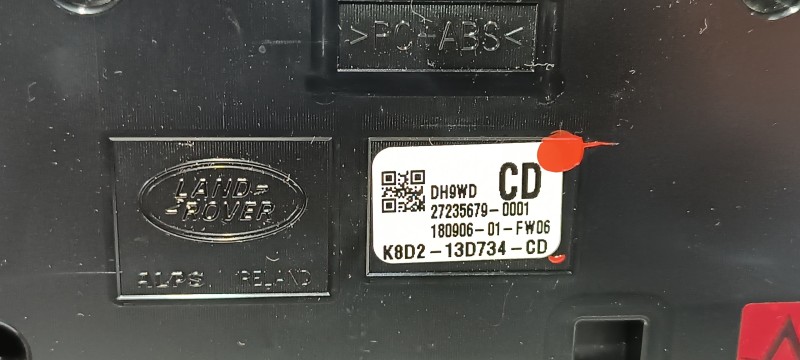 >PC+ABS<
LAND-
-ROVER
ALPS IRELAND
DH9WD CD
27235679-0001
180906-01-FW06
K8D2-13D734-CD